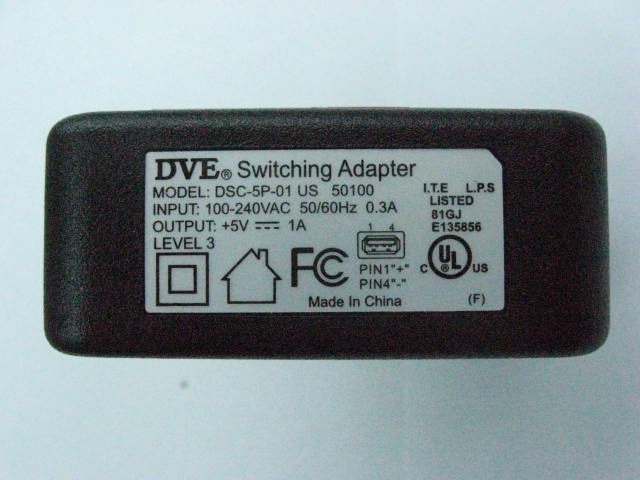 DVE® Switching Adapter
MODEL: DSC-5P-01 US 50100
INPUT: 100-240VAC 50/60Hz 0.3A
OUTPUT: +5V ⎓ 1A
LEVEL 3
I.T.E L.P.S
LISTED
81GJ
E135856
1 4
FC
PIN1"+"
PIN4"-"
C UL US
®
Made In China
(F)